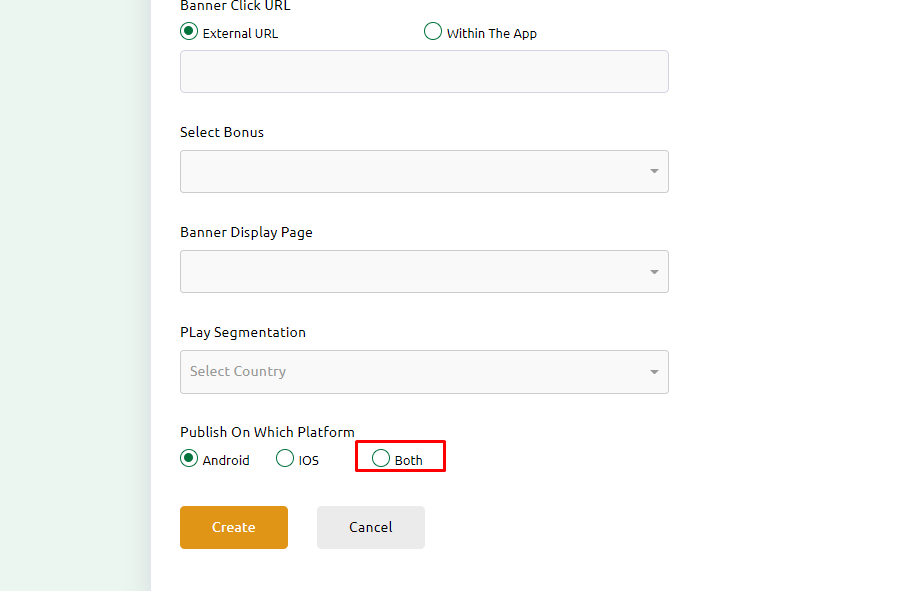 Banner Click URL
External URL
Within The App
Select Bonus
Banner Display Page
PLay Segmentation
Select Country
Publish On Which Platform
Android
IOS
Both
Create
Cancel